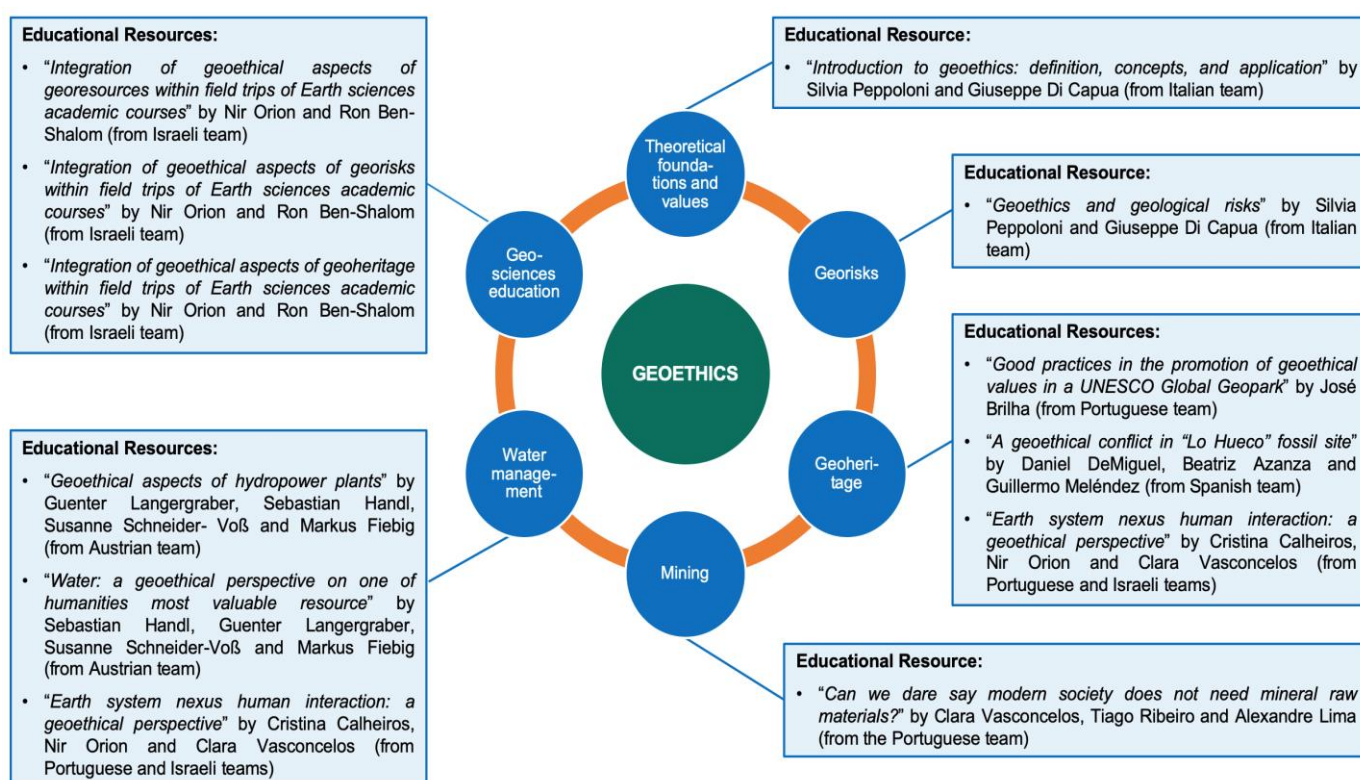 Educational Resources:
• “Integration of geoethical aspects of
georesources within field trips of Earth sciences
academic courses” by Nir Orion and Ron Ben-
Shalom (from Israeli team)
• “Integration of geoethical aspects of georisks
within field trips of Earth sciences academic
courses” by Nir Orion and Ron Ben-Shalom
(from Israeli team)
• “Integration of geoethical aspects of geoheritage
within field trips of Earth sciences academic
courses” by Nir Orion and Ron Ben-Shalom
(from Israeli team)
Educational Resource:
• “Introduction to geoethics: definition, concepts, and application” by
Silvia Peppoloni and Giuseppe Di Capua (from Italian team)
Theoretical
founda-
tions and
values
Educational Resource:
• “Geoethics and geological risks” by Silvia
Peppoloni and Giuseppe Di Capua (from Italian
team)
Geo-
sciences
education
Georisks
GEOETHICS
Educational Resources:
• “Good practices in the promotion of geoethical
values in a UNESCO Global Geopark” by José
Brilha (from Portuguese team)
• “A geoethical conflict in “Lo Hueco” fossil site”
by Daniel DeMiguel, Beatriz Azanza and
Guillermo Meléndez (from Spanish team)
• “Earth system nexus human interaction: a
geoethical perspective” by Cristina Calheiros,
Nir Orion and Clara Vasconcelos (from
Portuguese and Israeli teams)
Water
manage-
ment
Geoheri-
tage
Mining
Educational Resources:
• “Geoethical aspects of hydropower plants” by
Guenter Langergraber, Sebastian Handl,
Susanne Schneider- Voß and Markus Fiebig
(from Austrian team)
• “Water: a geoethical perspective on one of
humanities most valuable resource” by
Sebastian Handl, Guenter Langergraber,
Susanne Schneider-Voß and Markus Fiebig
(from Austrian team)
• “Earth system nexus human interaction: a
geoethical perspective” by Cristina Calheiros,
Nir Orion and Clara Vasconcelos (from
Portuguese and Israeli teams)
Educational Resource:
• “Can we dare say modern society does not need mineral raw
materials?” by Clara Vasconcelos, Tiago Ribeiro and Alexandre Lima
(from the Portuguese team)